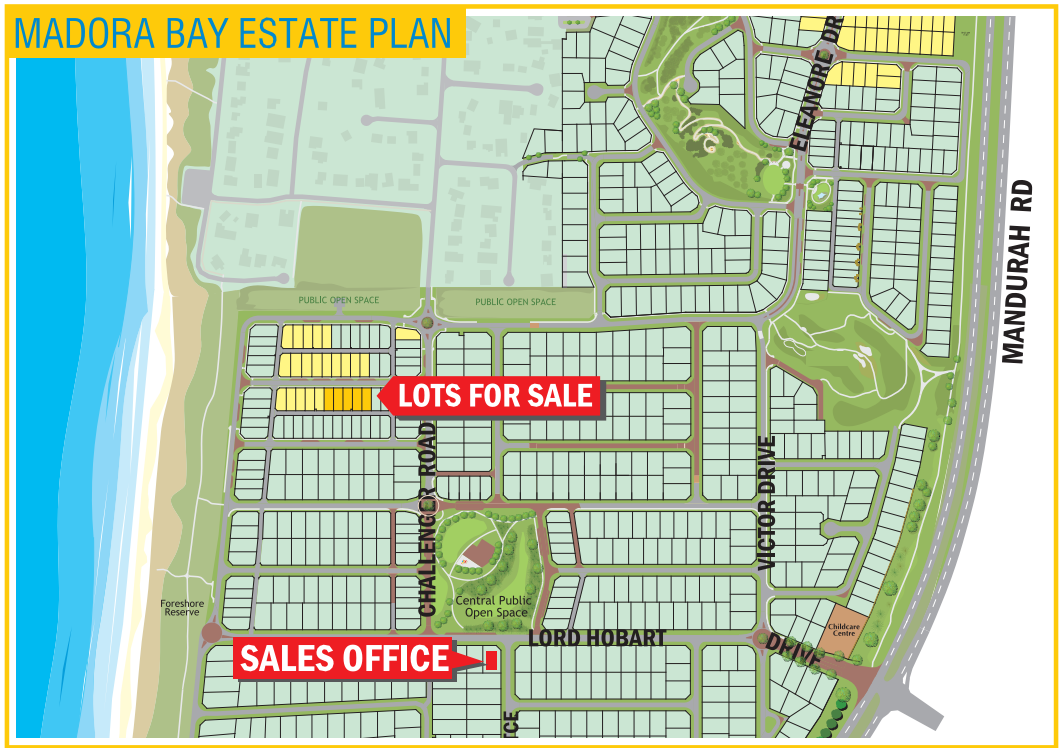 MADORA BAY ESTATE PLAN
ELEANORE DR
MANDURAH RD
PUBLIC OPEN SPACE
PUBLIC OPEN SPACE
LOTS FOR SALE
CHALLENGER ROAD
VICTOR DRIVE
Foreshore
Reserve
Central Public
Open Space
Childcare
Centre
LORD HOBART
DRIVE
SALES OFFICE